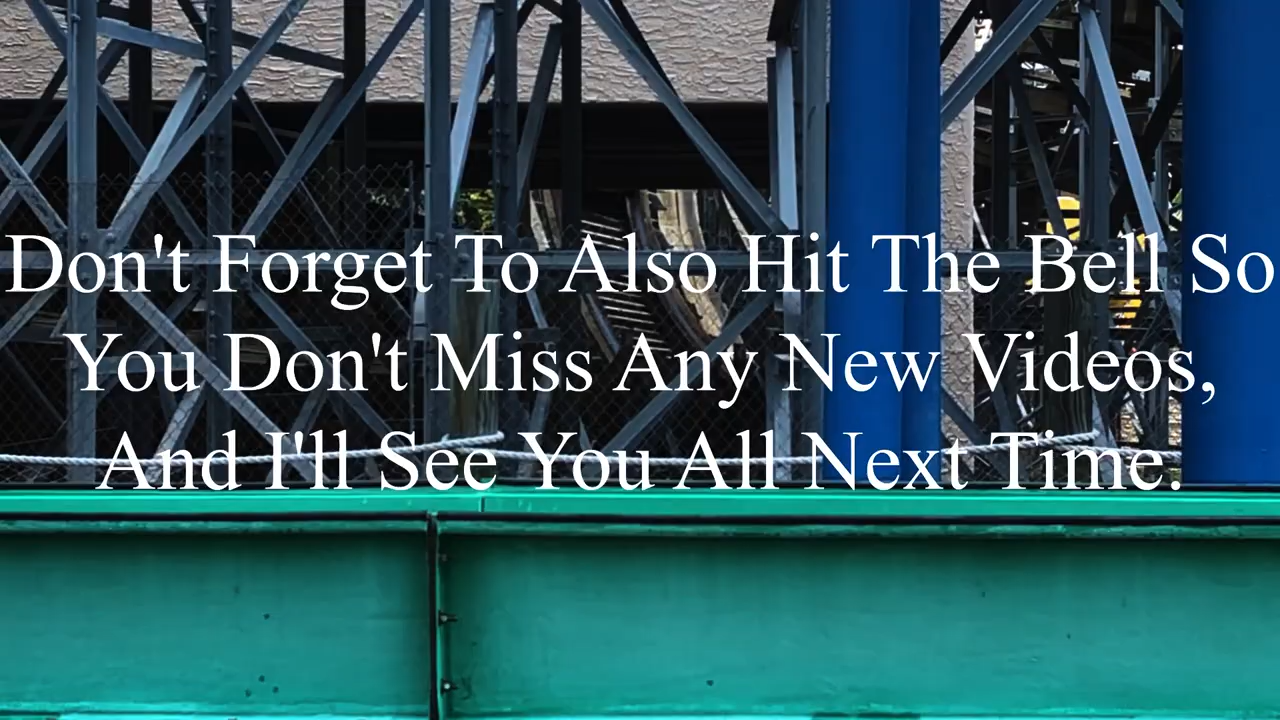 Don't Forget To Also Hit The Bell So
You Don't Miss Any New Videos,
And I'll See You All Next Time.